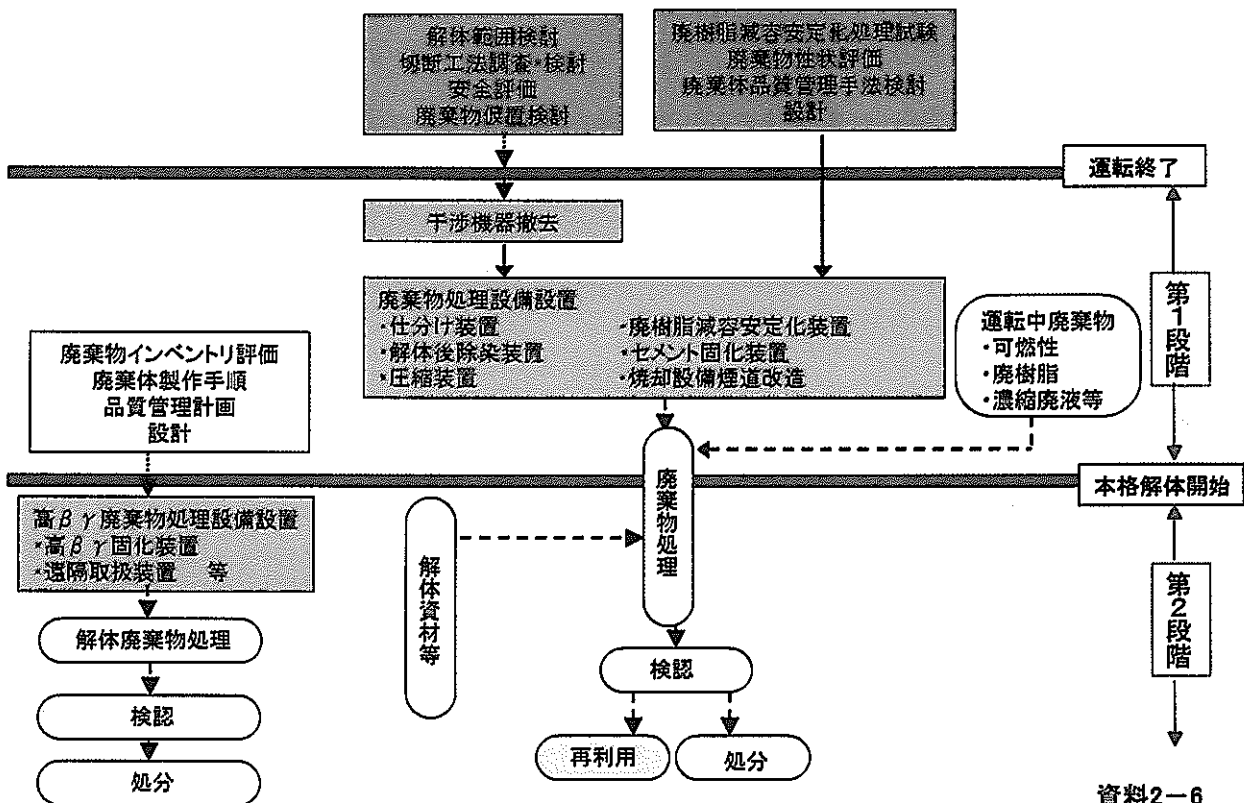 解体範囲検討
切断工法調査・検討
安全評価
廃棄物仮置検討
廃樹脂減容安定化処理試験
廃棄物性状評価
廃棄体品質管理手法検討
設計
運転終了
干渉機器撤去
廃棄物処理設備設置
・仕分け装置
・解体後除染装置
・圧縮装置
・廃樹脂減容安定化装置
・セメント固化装置
・焼却設備煙道改造
運転中廃棄物
・可燃性
・廃樹脂
・濃縮廃液等
第1段階
廃棄物インベントリ評価
廃棄体製作手順
品質管理計画
設計
廃棄物処理
本格解体開始
高βγ廃棄物処理設備設置
・高βγ固化装置
・遠隔取扱装置 等
解体資材等
第2段階
解体廃棄物処理
検認
検認
再利用
処分
処分
資料2-6